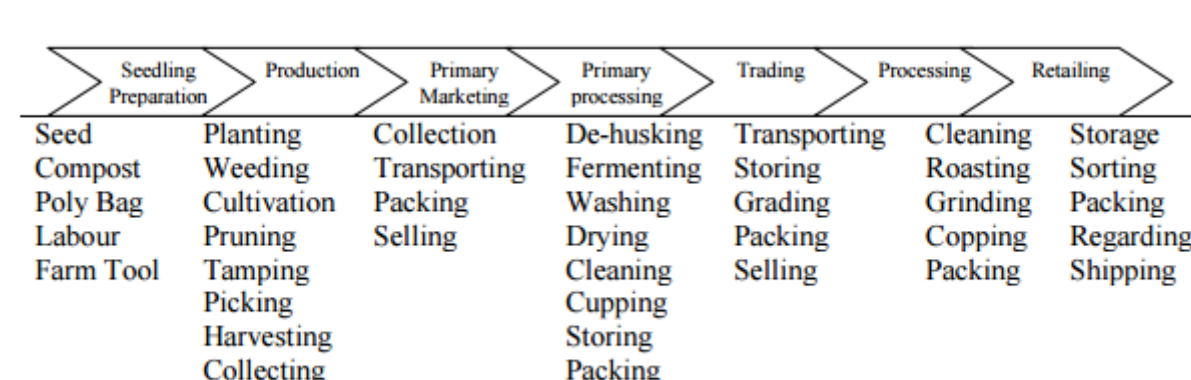 Seedling Preparation
Production
Primary Marketing
Primary processing
Trading
Processing
Retailing
Seed
Compost
Poly Bag
Labour
Farm Tool
Planting
Weeding
Cultivation
Pruning
Tamping
Picking
Harvesting
Collecting
Collection
Transporting
Packing
Selling
De-husking
Fermenting
Washing
Drying
Cleaning
Cupping
Storing
Packing
Transporting
Storing
Grading
Packing
Selling
Cleaning
Roasting
Grinding
Copping
Packing
Storage
Sorting
Packing
Regarding
Shipping